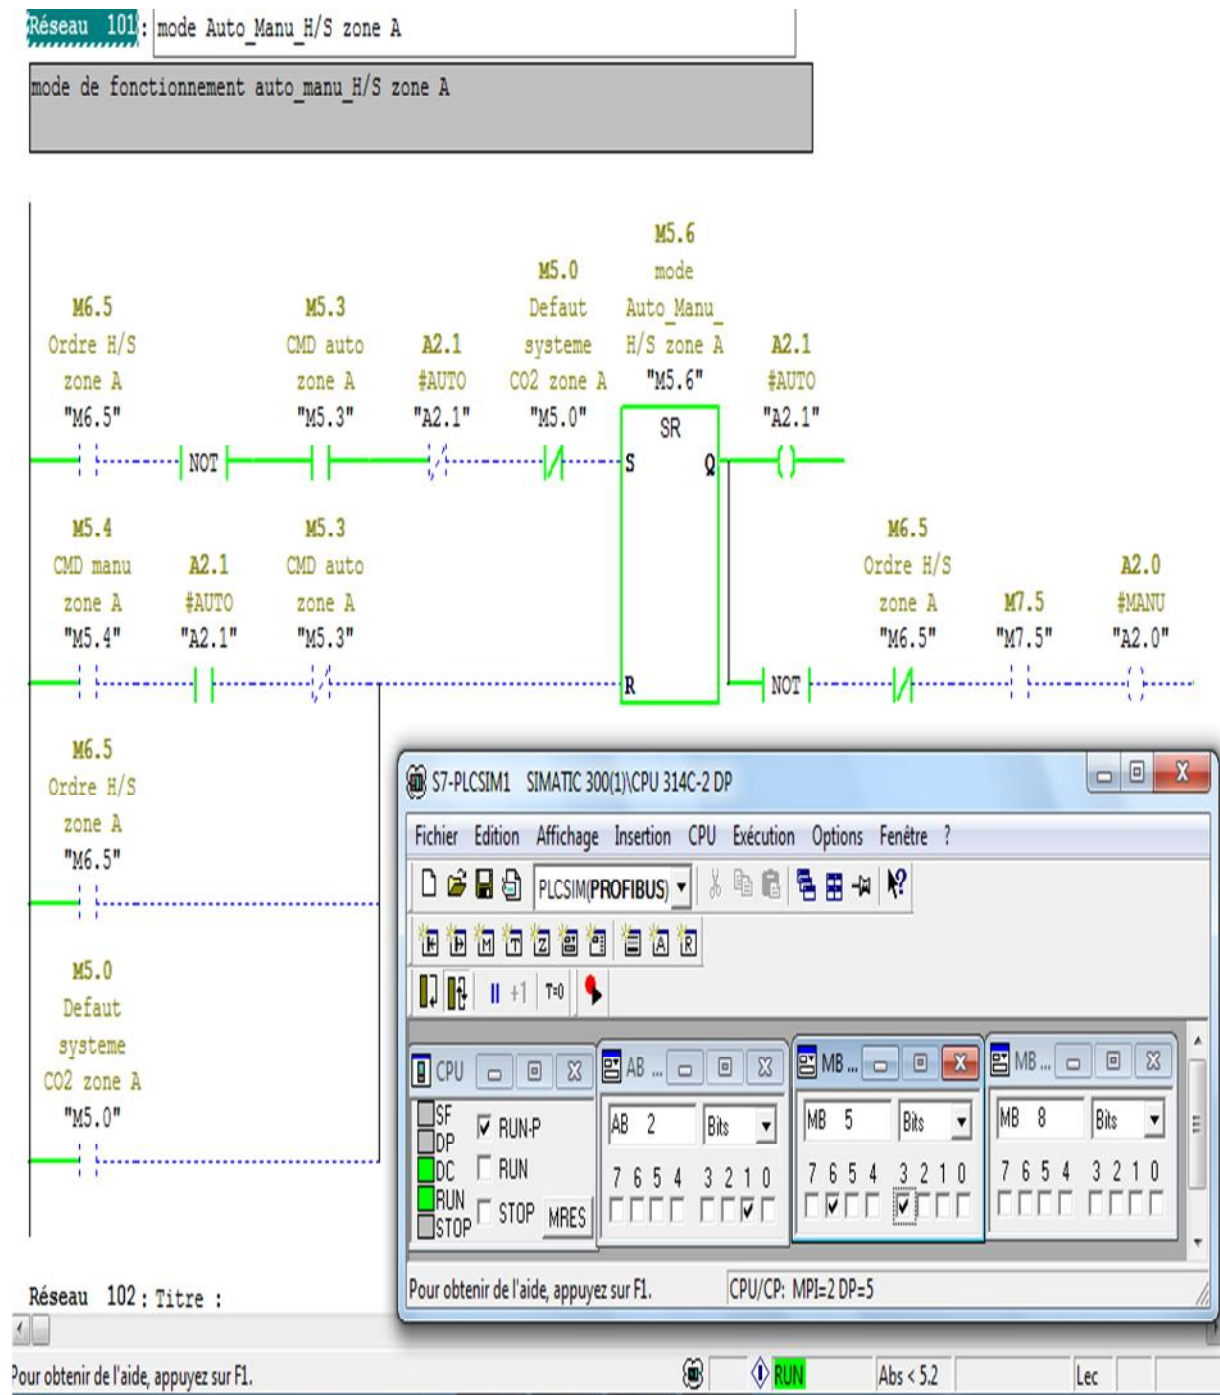 Réseau 101 : mode Auto_Manu_H/S zone A
mode de fonctionnement auto_manu_H/S zone A
M5.6
mode
Auto_Manu_
H/S zone A
"M5.6"
M5.0
Defaut
systeme
CO2 zone A
"M5.0"
M6.5
Ordre H/S
zone A
"M6.5"
M5.3
CMD auto
zone A
"M5.3"
A2.1
#AUTO
"A2.1"
A2.1
#AUTO
"A2.1"
NOT
SR
S
Q
M5.4
CMD manu
zone A
"M5.4"
A2.1
#AUTO
"A2.1"
M5.3
CMD auto
zone A
"M5.3"
R
M6.5
Ordre H/S
zone A
"M6.5"
M7.5
"M7.5"
A2.0
#MANU
"A2.0"
NOT
M6.5
Ordre H/S
zone A
"M6.5"
M5.0
Defaut
systeme
CO2 zone A
"M5.0"
S7-PLCSIM1 SIMATIC 300(1)\CPU 314C-2 DP
Fichier Edition Affichage Insertion CPU Exécution Options Fenêtre ?
PLCSIM(PROFIBUS)
M T Z A R
+1 T=0
CPU
SF
DP
DC
RUN
STOP
RUN-P
RUN
STOP
MRES
AB ...
AB 2 Bits
7 6 5 4 3 2 1 0
MB ...
MB 5 Bits
7 6 5 4 3 2 1 0
MB ...
MB 8 Bits
7 6 5 4 3 2 1 0
Pour obtenir de l'aide, appuyez sur F1. CPU/CP: MPI=2 DP=5
Réseau 102 : Titre :
Pour obtenir de l'aide, appuyez sur F1. RUN Abs < 5.2 Lec